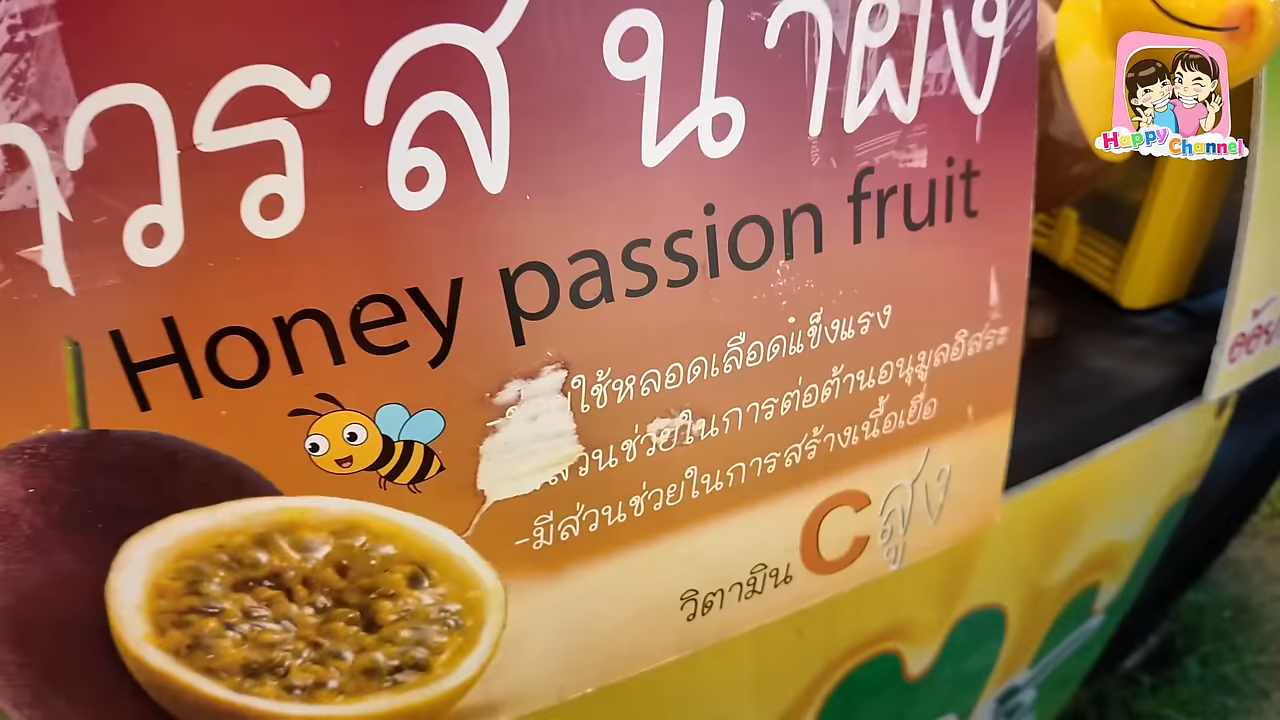 าวรส น้ำผึ้ง
Honey passion fruit
ใช้หลอดเลือดแข็งแรง
ส่วนช่วยในการต่อต้านอนุมูลอิสระ
-มีส่วนช่วยในการสร้างเนื้อเยื่อ
วิตามิน C สูง
Happy Channel